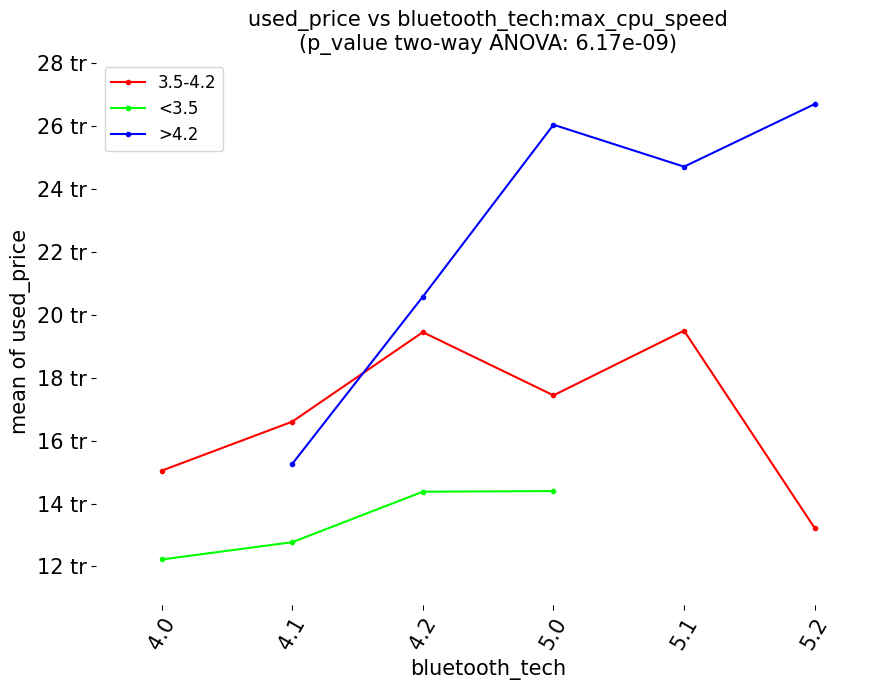 used_price vs bluetooth_tech:max_cpu_speed
(p_value two-way ANOVA: 6.17e-09)
3.5-4.2
<3.5
>4.2
28 tr
26 tr
24 tr
22 tr
20 tr
18 tr
16 tr
14 tr
12 tr
mean of used_price
4.0
4.1
4.2
5.0
5.1
5.2
bluetooth_tech